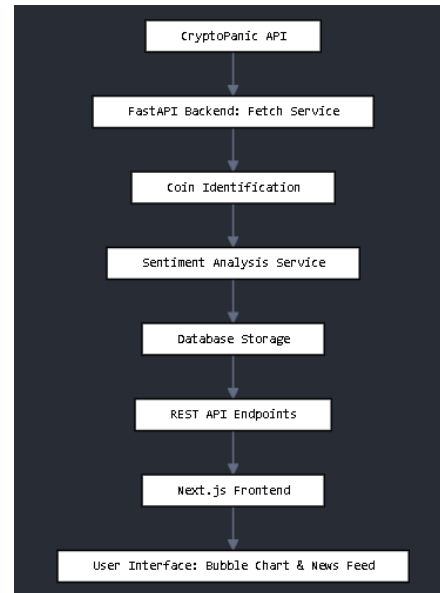 CryptoPanic API
FastAPI Backend: Fetch Service
Coin Identification
Sentiment Analysis Service
Database Storage
REST API Endpoints
Next.js Frontend
User Interface: Bubble Chart & News Feed